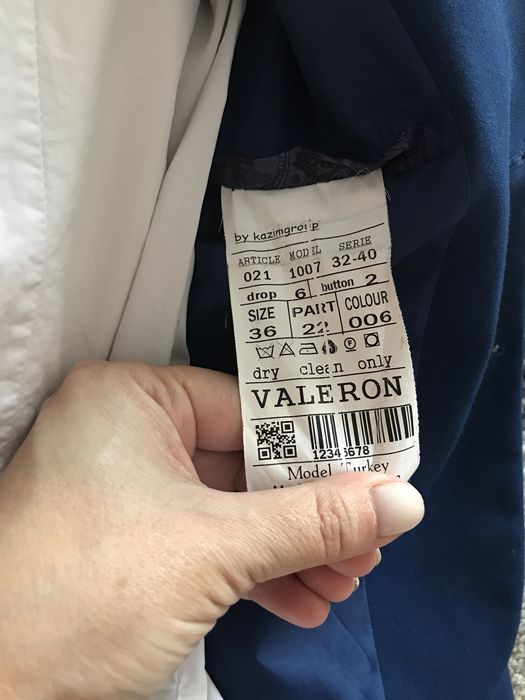 by kazimgroup
ARTICLE MODEL SERIE
021 1007 32-40
drop 6 button 2
SIZE PART COLOUR
36 22 006
dry clean only
VALERON
12345678
Model Turkey